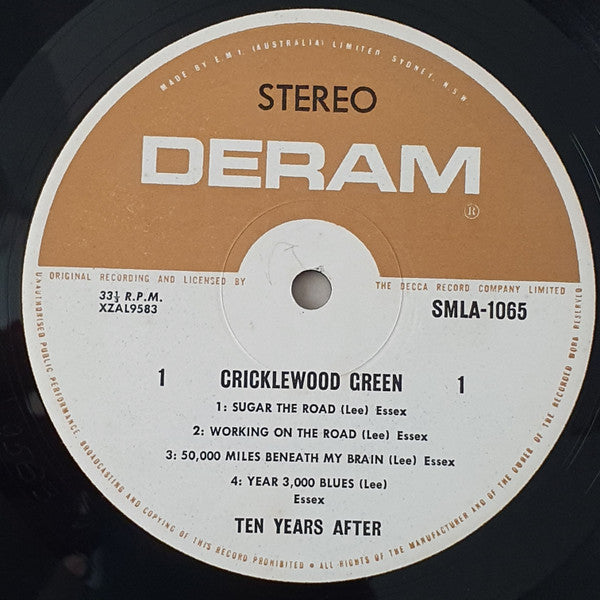 MADE BY E.M.I. (AUSTRALIA) LIMITED SYDNEY, N.S.W.
STEREO
DERAM
®
ORIGINAL RECORDING AND LICENSED BY THE DECCA RECORD COMPANY LIMITED
33⅓ R.P.M.
XZAL9583
SMLA-1065
1 CRICKLEWOOD GREEN 1
1: SUGAR THE ROAD (Lee) Essex
2: WORKING ON THE ROAD (Lee) Essex
3: 50,000 MILES BENEATH MY BRAIN (Lee) Essex
4: YEAR 3,000 BLUES (Lee)
Essex
TEN YEARS AFTER
UNAUTHORISED PUBLIC PERFORMANCE, BROADCASTING AND COPYING OF THIS RECORD PROHIBITED • ALL RIGHTS OF THE MANUFACTURER AND OF THE OWNER OF THE RECORDED WORK RESERVED